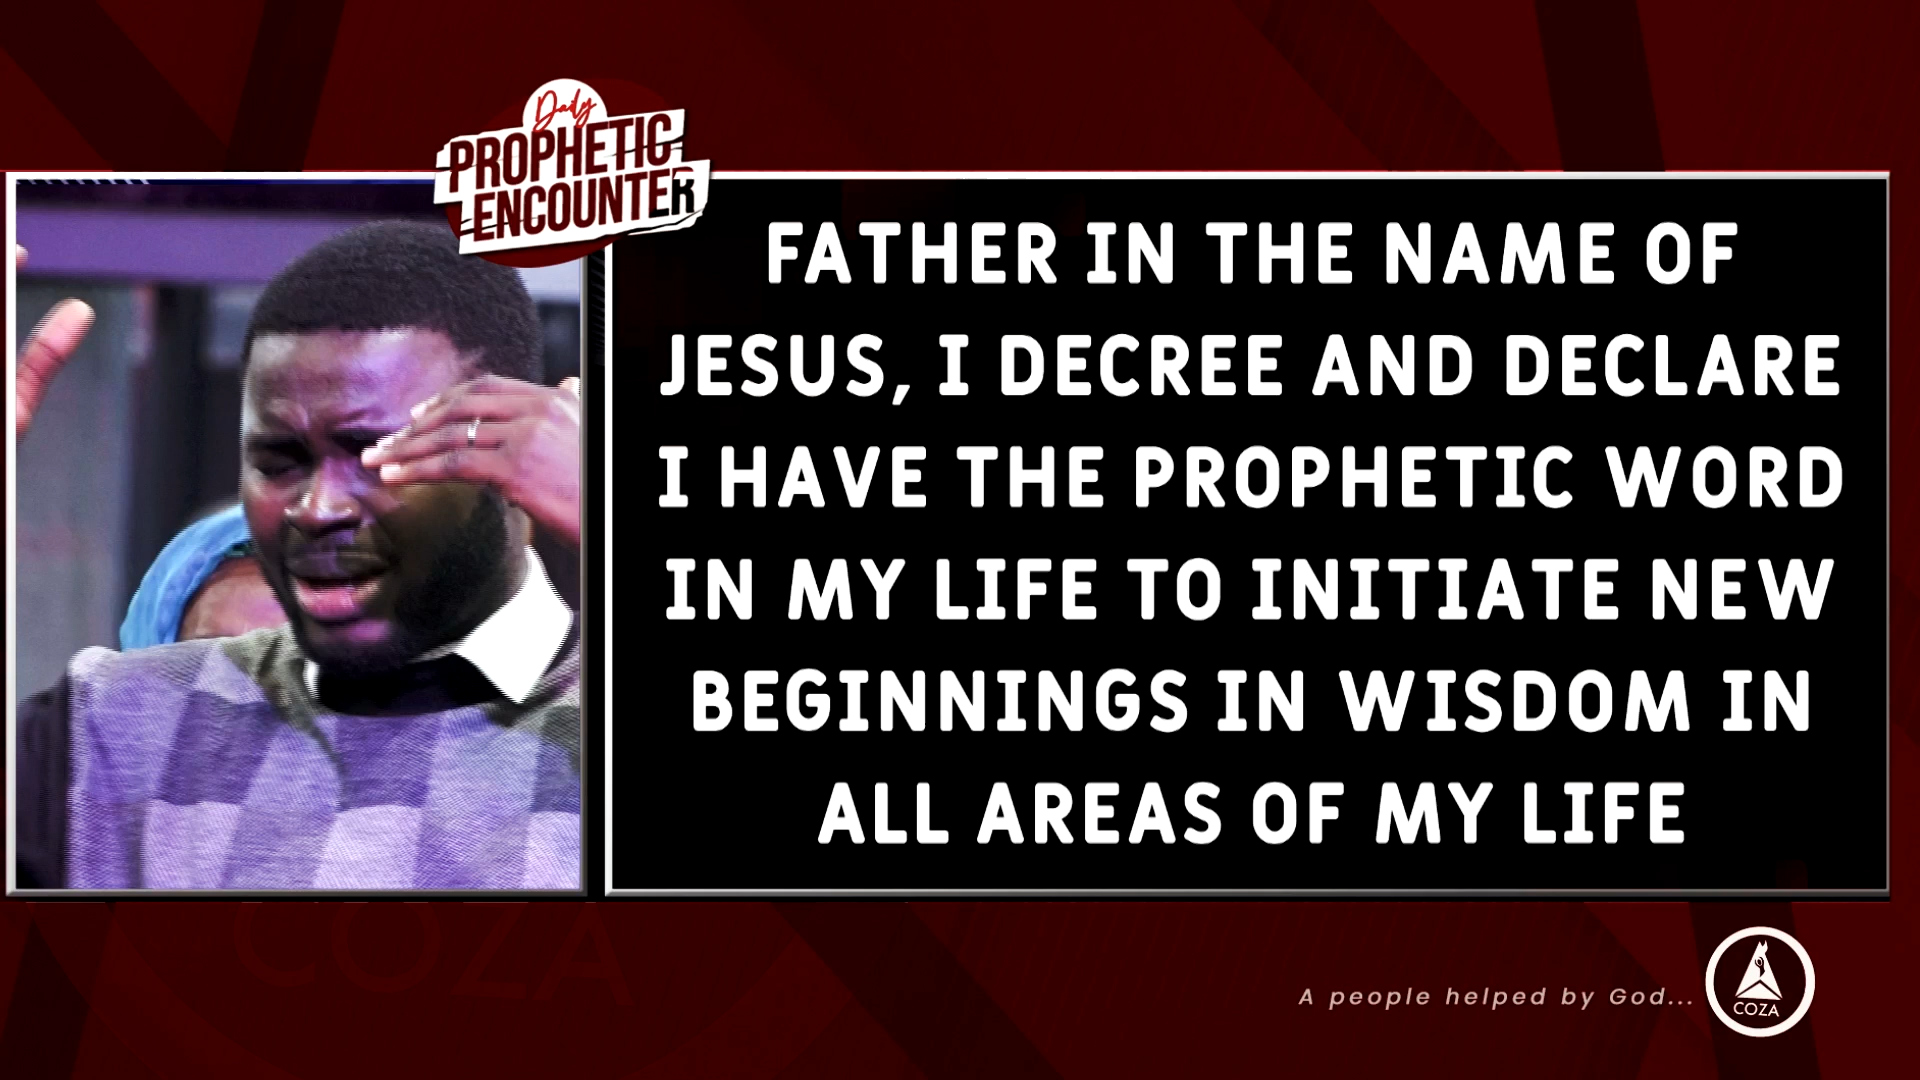 Daily
PROPHETIC
ENCOUNTER
FATHER IN THE NAME OF
JESUS, I DECREE AND DECLARE
I HAVE THE PROPHETIC WORD
IN MY LIFE TO INITIATE NEW
BEGINNINGS IN WISDOM IN
ALL AREAS OF MY LIFE
COZA
A people helped by God...
COZA